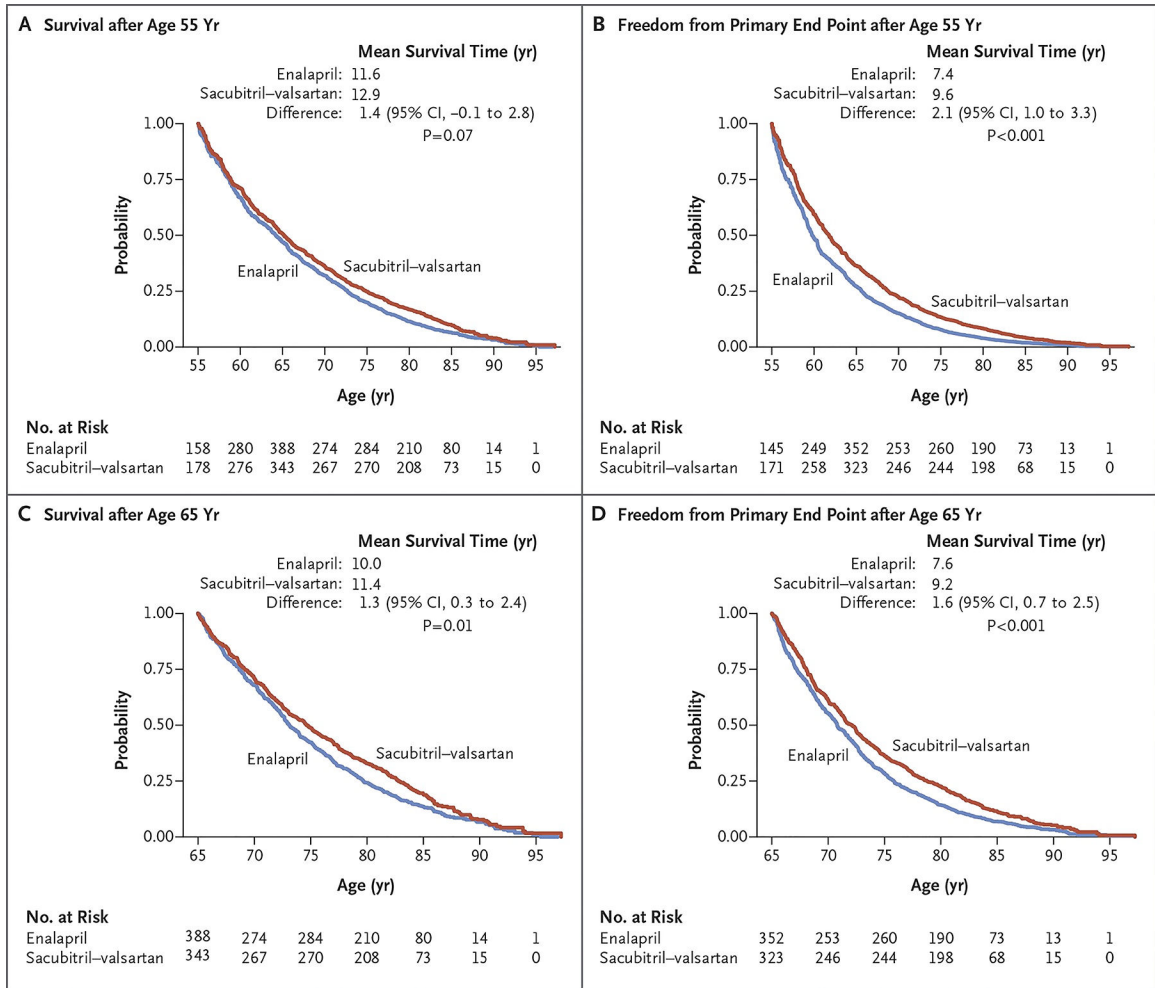 A Survival after Age 55 Yr
Mean Survival Time (yr)
Enalapril: 11.6
Sacubitril–valsartan: 12.9
Difference: 1.4 (95% CI, –0.1 to 2.8)
P=0.07
1.00
0.75
0.50
0.25
0.00
Probability
Enalapril
Sacubitril–valsartan
55 60 65 70 75 80 85 90 95
Age (yr)
No. at Risk
Enalapril 158 280 388 274 284 210 80 14 1
Sacubitril–valsartan 178 276 343 267 270 208 73 15 0
B Freedom from Primary End Point after Age 55 Yr
Mean Survival Time (yr)
Enalapril: 7.4
Sacubitril–valsartan: 9.6
Difference: 2.1 (95% CI, 1.0 to 3.3)
P<0.001
1.00
0.75
0.50
0.25
0.00
Probability
Enalapril
Sacubitril–valsartan
55 60 65 70 75 80 85 90 95
Age (yr)
No. at Risk
Enalapril 145 249 352 253 260 190 73 13 1
Sacubitril–valsartan 171 258 323 246 244 198 68 15 0
C Survival after Age 65 Yr
Mean Survival Time (yr)
Enalapril: 10.0
Sacubitril–valsartan: 11.4
Difference: 1.3 (95% CI, 0.3 to 2.4)
P=0.01
1.00
0.75
0.50
0.25
0.00
Probability
Enalapril
Sacubitril–valsartan
65 70 75 80 85 90 95
Age (yr)
No. at Risk
Enalapril 388 274 284 210 80 14 1
Sacubitril–valsartan 343 267 270 208 73 15 0
D Freedom from Primary End Point after Age 65 Yr
Mean Survival Time (yr)
Enalapril: 7.6
Sacubitril–valsartan: 9.2
Difference: 1.6 (95% CI, 0.7 to 2.5)
P<0.001
1.00
0.75
0.50
0.25
0.00
Probability
Enalapril
Sacubitril–valsartan
65 70 75 80 85 90 95
Age (yr)
No. at Risk
Enalapril 352 253 260 190 73 13 1
Sacubitril–valsartan 323 246 244 198 68 15 0